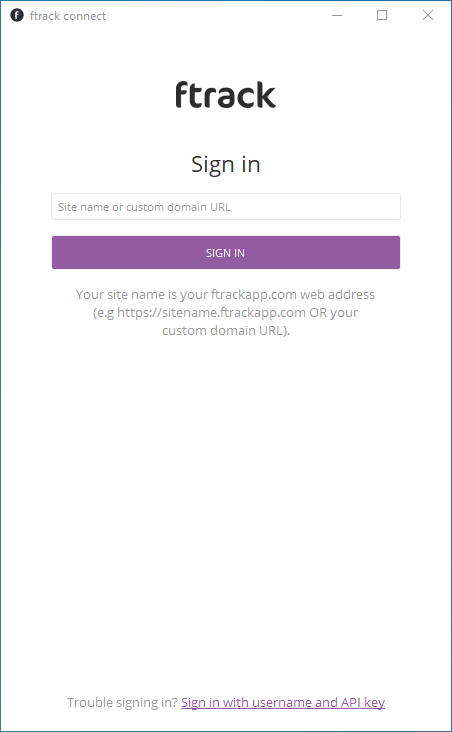 ftrack connect
ftrack
Sign in
Site name or custom domain URL
SIGN IN
Your site name is your ftrackapp.com web address
(e.g https://sitename.ftrackapp.com OR your
custom domain URL).
Trouble signing in? Sign in with username and API key